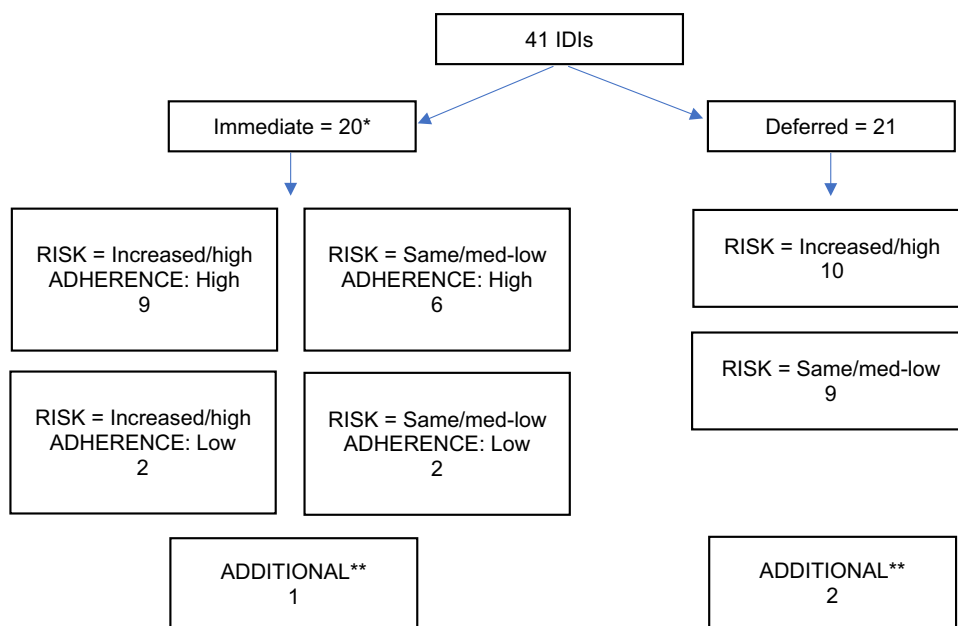 41 IDIs
Immediate = 20*
Deferred = 21
RISK = Increased/high
ADHERENCE: High
9
RISK = Same/med-low
ADHERENCE: High
6
RISK = Increased/high
10
RISK = Same/med-low
9
RISK = Increased/high
ADHERENCE: Low
2
RISK = Same/med-low
ADHERENCE: Low
2
ADDITIONAL**
1
ADDITIONAL**
2